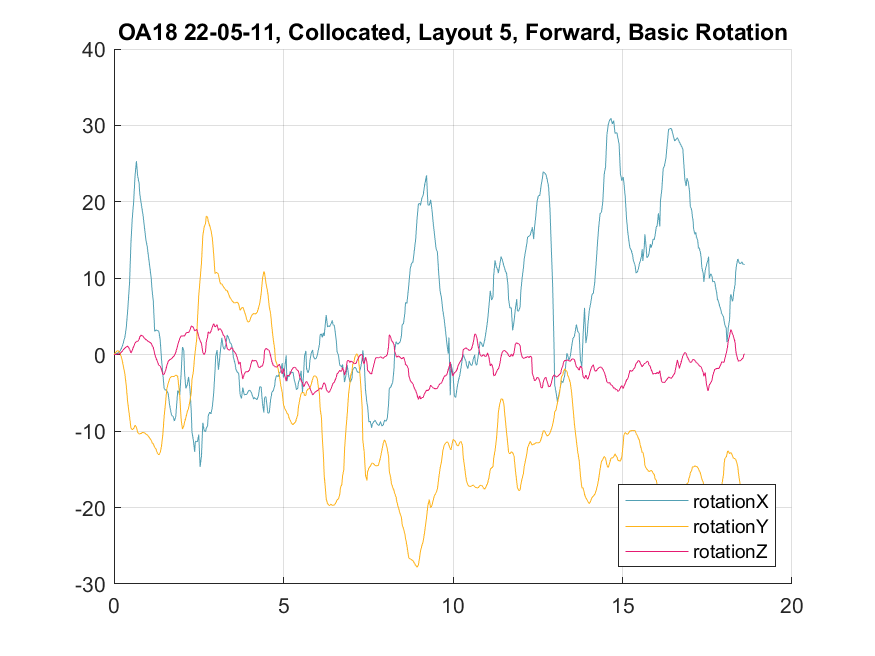 OA18 22-05-11, Collocated, Layout 5, Forward, Basic Rotation
40
30
20
10
0
-10
-20
-30
0 5 10 15 20
rotationX
rotationY
rotationZ